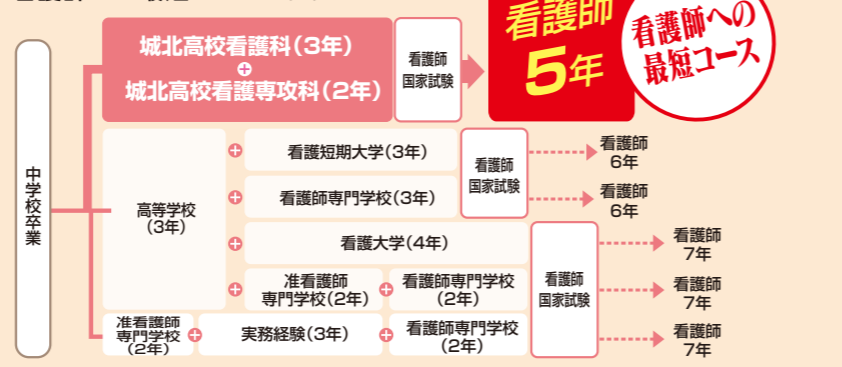 中学校卒業
城北高校看護科(3年)
+
城北高校看護専攻科(2年)
看護師
国家試験
看護師
5年
看護師への
最短コース
高等学校
(3年)
+
看護短期大学(3年)
+
看護師専門学校(3年)
看護師
国家試験
看護師
6年
看護師
6年
+
看護大学(4年)
+
准看護師
専門学校(2年)
+
看護師専門学校
(2年)
准看護師
専門学校
(2年)
+
実務経験(3年)
+
看護師専門学校
(2年)
看護師
国家試験
看護師
7年
看護師
7年
看護師
7年